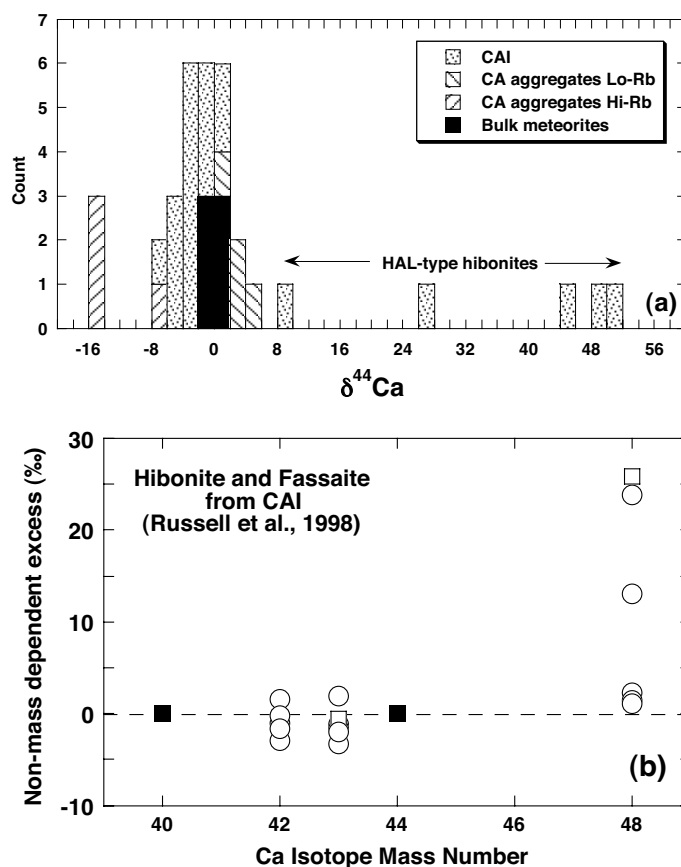 7
6
5
4
3
2
1
0
Count
CAI
CA aggregates Lo-Rb
CA aggregates Hi-Rb
Bulk meteorites
HAL-type hibonites
(a)
-16 -8 0 8 16 24 32 40 48 56
δ⁴⁴Ca
30
20
10
0
-10
Non-mass dependent excess (‰)
Hibonite and Fassaite
from CAI
(Russell et al., 1998)
(b)
40 42 44 46 48
Ca Isotope Mass Number